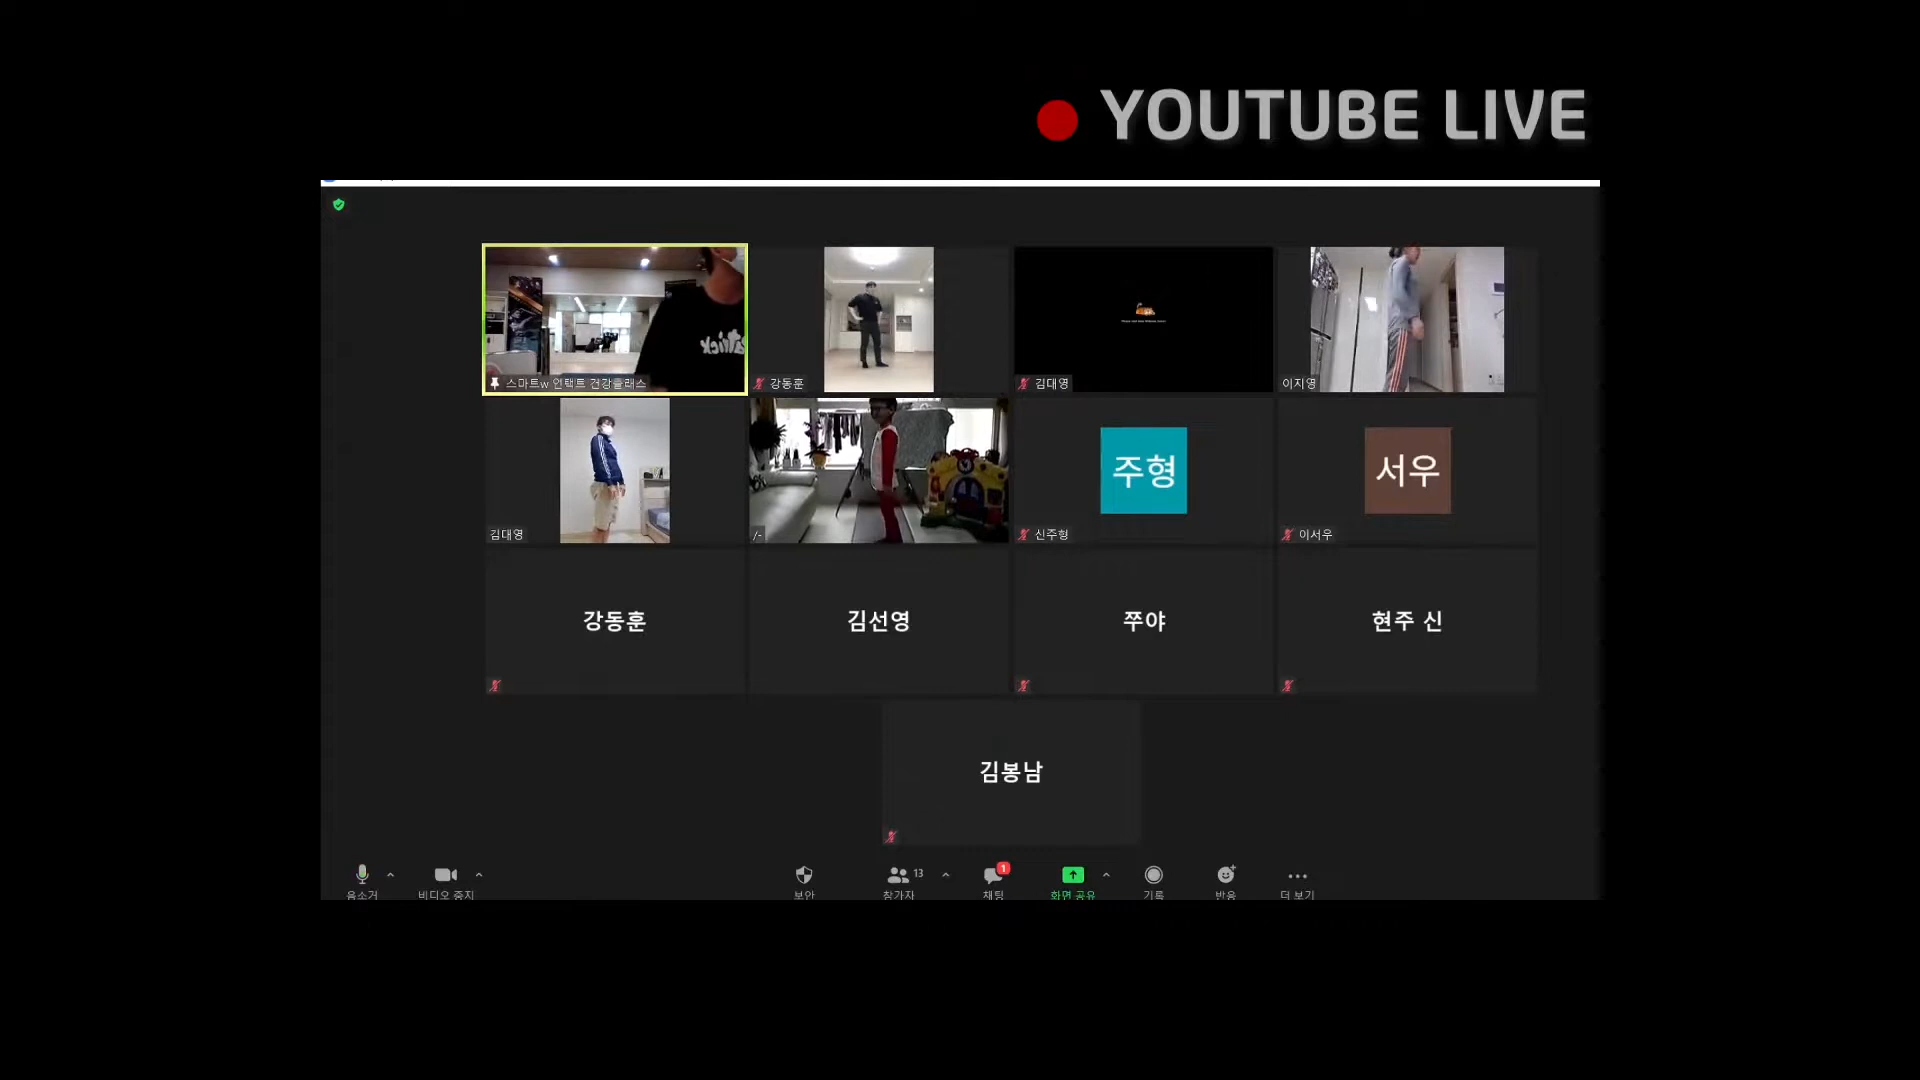 YOUTUBE LIVE
스마트w 언택트 건강클래스
강동훈
김대영
이지영
김대영
/-
주형
신주형
서우
이서우
강동훈
김선영
쭈야
현주 신
김봉남
음소거
비디오 중지
보안
13
참가자
1
채팅
화면 공유
기록
반응
더 보기